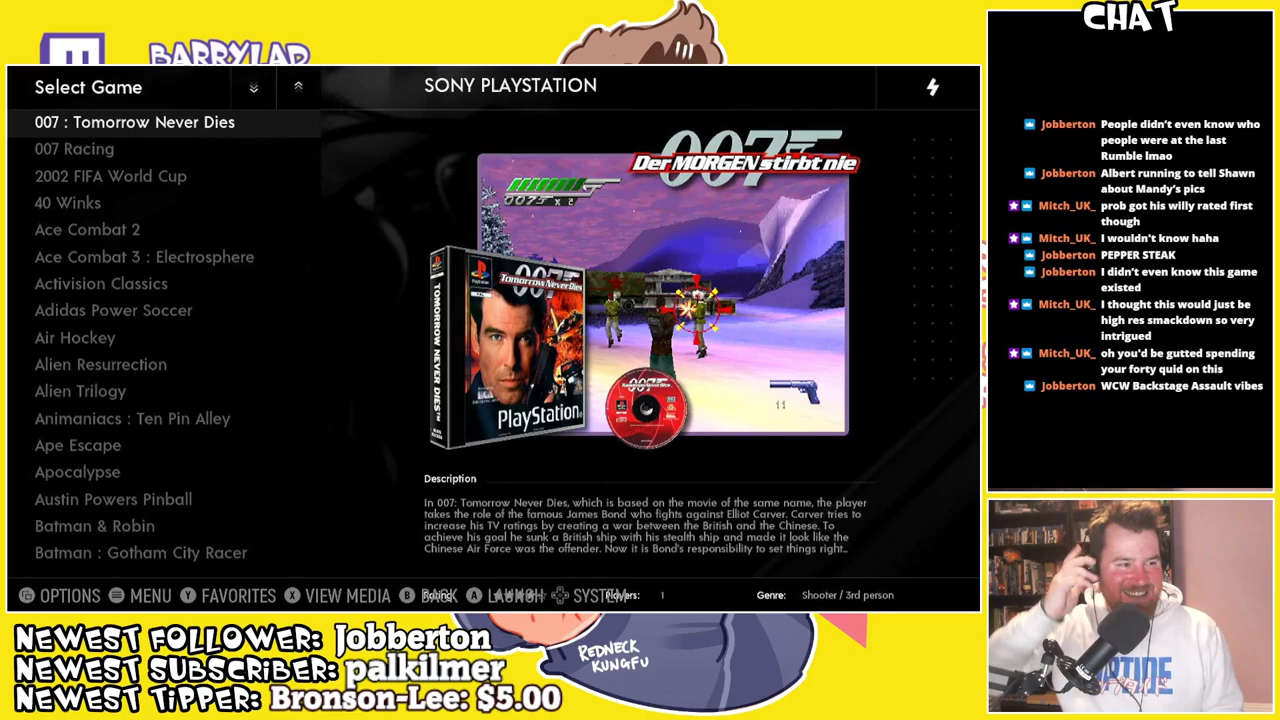 BARRYLAD
CHAT
Select Game
SONY PLAYSTATION
007 : Tomorrow Never Dies
007 Racing
2002 FIFA World Cup
40 Winks
Ace Combat 2
Ace Combat 3 : Electrosphere
Activision Classics
Adidas Power Soccer
Air Hockey
Alien Resurrection
Alien Trilogy
Animaniacs : Ten Pin Alley
Ape Escape
Apocalypse
Austin Powers Pinball
Batman & Robin
Batman : Gotham City Racer
007
Der MORGEN stirbt nie
007 x 2
007
Tomorrow Never Dies
TOMORROW NEVER DIES
PlayStation
11
Description
In 007: Tomorrow Never Dies, which is based on the movie of the same name, the player
takes the role of the famous James Bond who fights against Elliot Carver. Carver tries to
increase his TV ratings by creating a war between the British and the Chinese. To
achieve his goal he sunk a British ship with his stealth ship and made it look like the
Chinese Air Force was the offender. Now it is Bond's responsibility to set things right...
OPTIONS MENU FAVORITES VIEW MEDIA BACK LAUNCH SYSTEM
Rating: Players: 1 Genre: Shooter / 3rd person
Jobberton People didn't even know who
people were at the last
Rumble lmao
Jobberton Albert running to tell Shawn
about Mandy's pics
Mitch_UK_ prob got his willy rated first
though
Mitch_UK_ I wouldn't know haha
Jobberton PEPPER STEAK
Jobberton I didn't even know this game
existed
Mitch_UK_ I thought this would just be
high res smackdown so very
intrigued
Mitch_UK_ oh you'd be gutted spending
your forty quid on this
Jobberton WCW Backstage Assault vibes
REDNECK
KUNGFU
NEWEST FOLLOWER: Jobberton
NEWEST SUBSCRIBER: palkilmer
NEWEST TIPPER: Bronson-Lee: $5.00